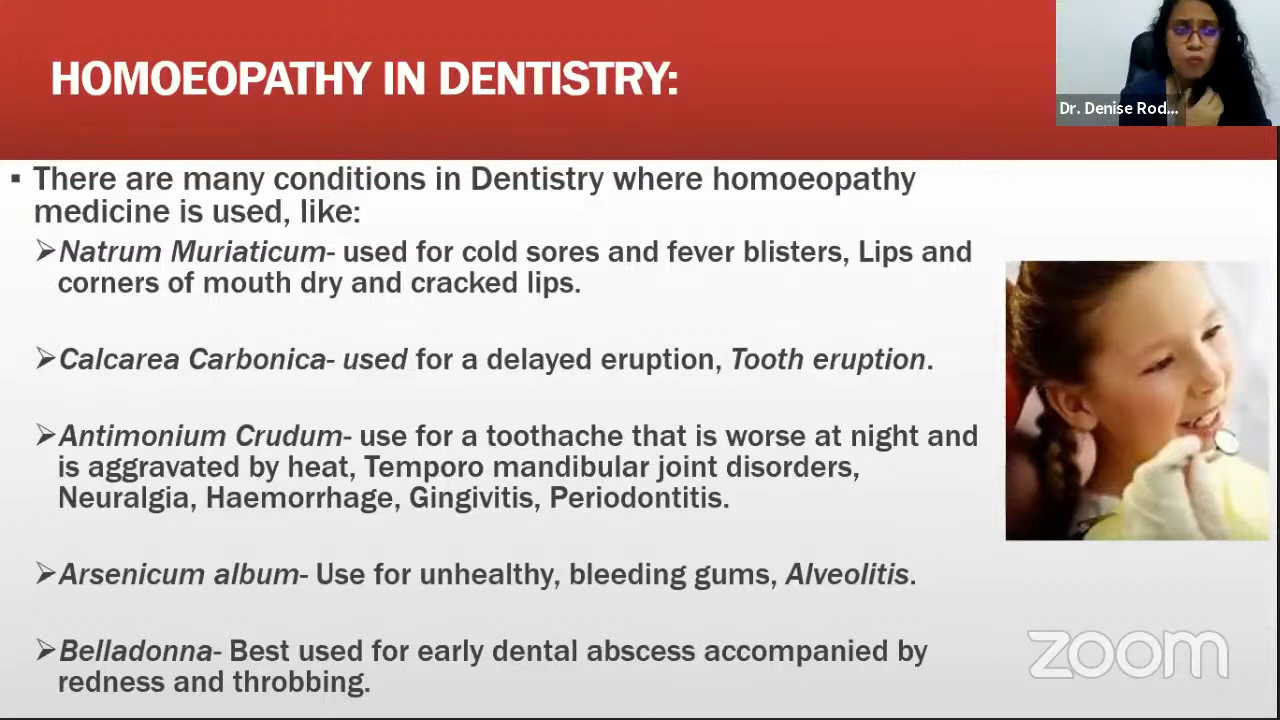 HOMOEOPATHY IN DENTISTRY:
Dr. Denise Rod...
▪ There are many conditions in Dentistry where homoeopathy
medicine is used, like:
➢Natrum Muriaticum- used for cold sores and fever blisters, Lips and
corners of mouth dry and cracked lips.
➢Calcarea Carbonica- used for a delayed eruption, Tooth eruption.
➢Antimonium Crudum- use for a toothache that is worse at night and
is aggravated by heat, Temporo mandibular joint disorders,
Neuralgia, Haemorrhage, Gingivitis, Periodontitis.
➢Arsenicum album- Use for unhealthy, bleeding gums, Alveolitis.
➢Belladonna- Best used for early dental abscess accompanied by
redness and throbbing.
zoom